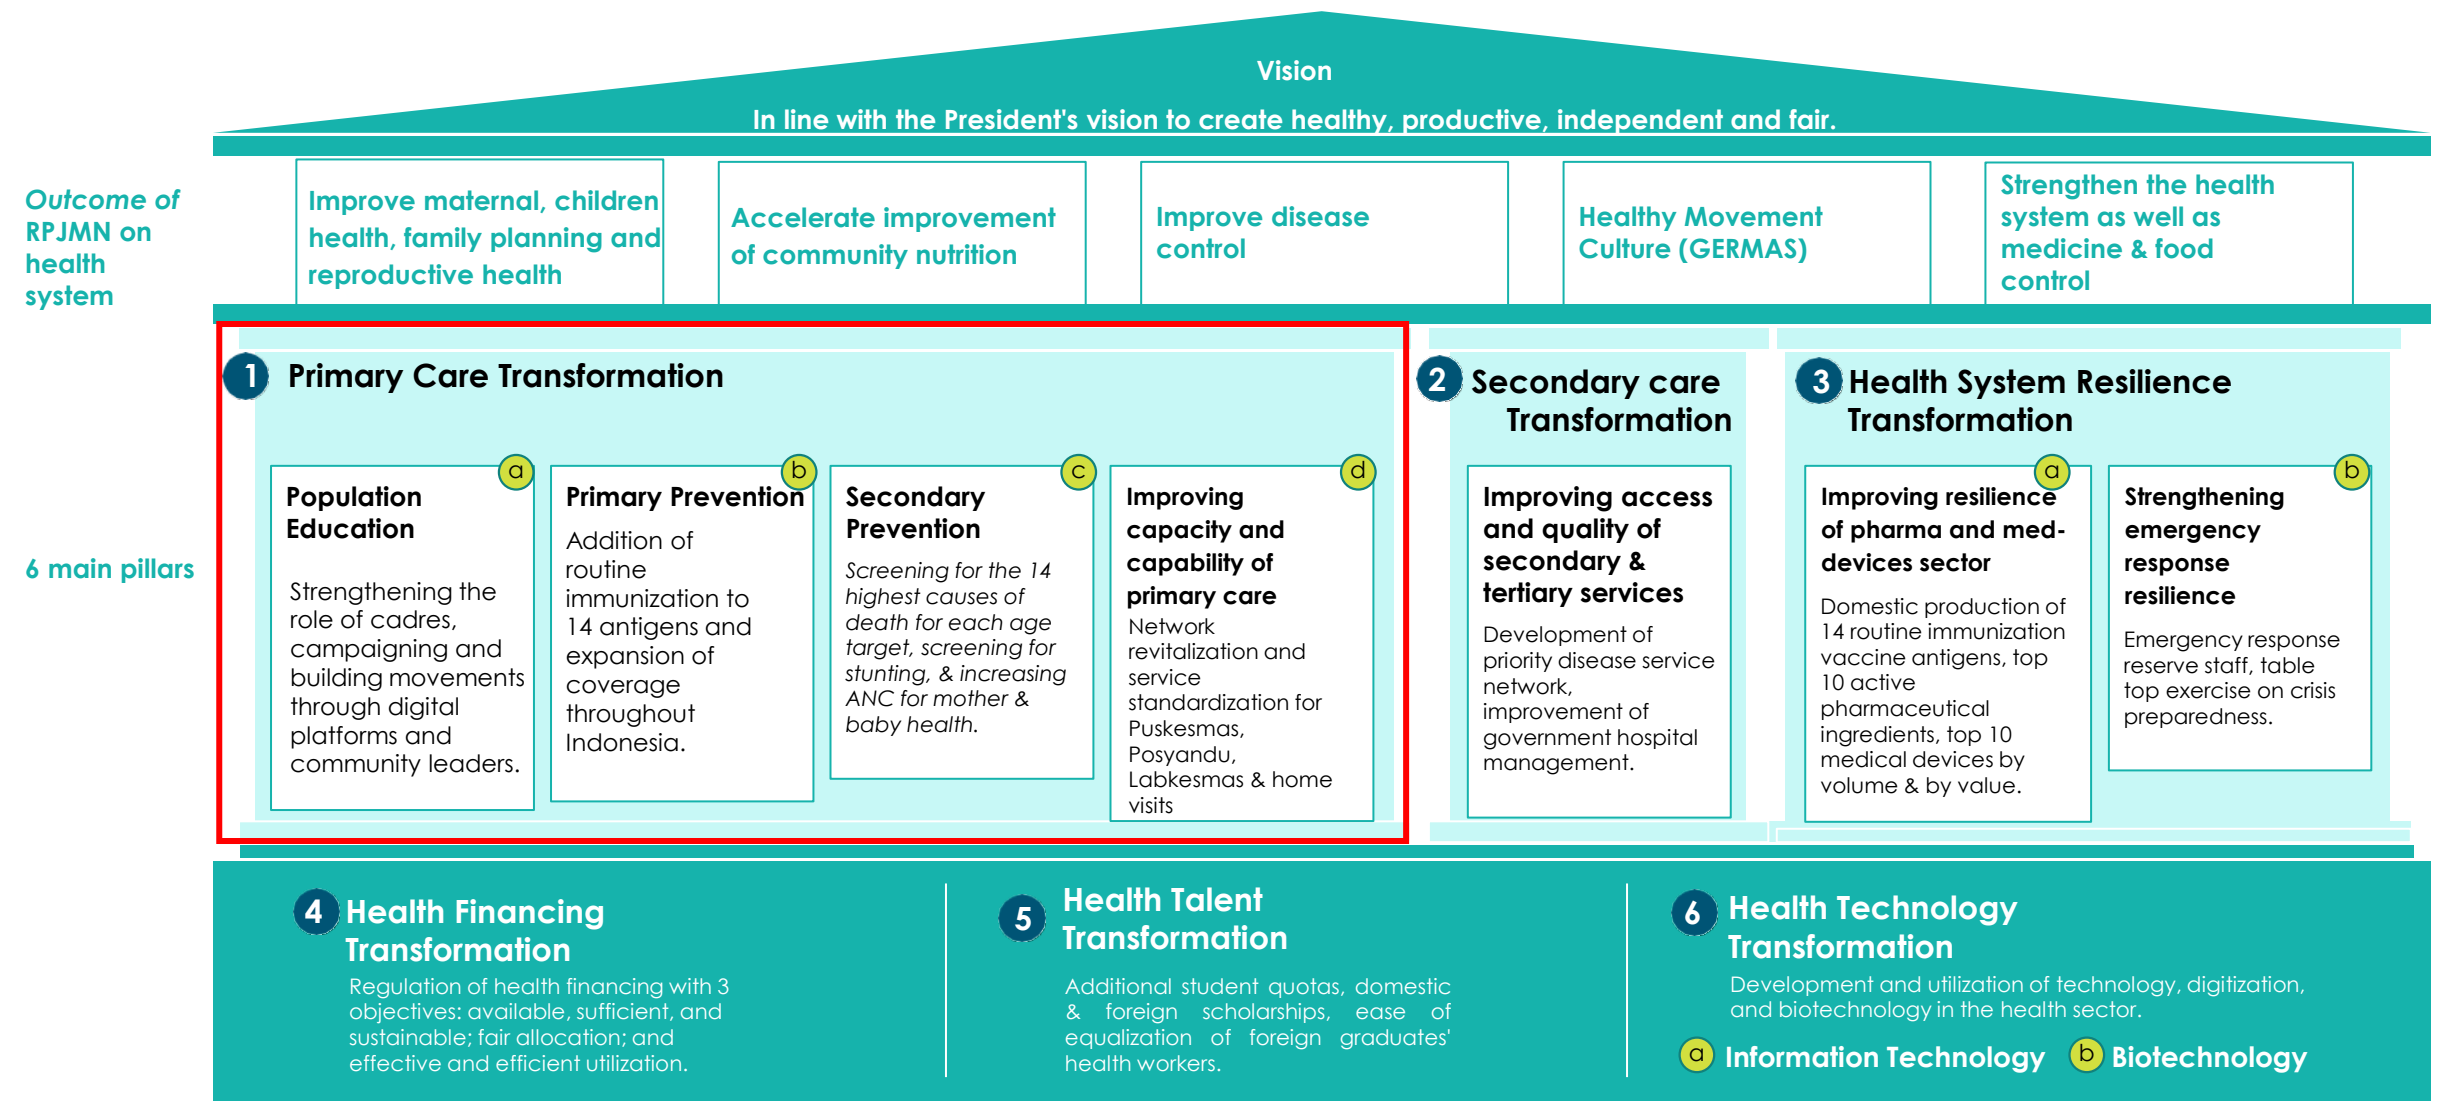 Vision
In line with the President's vision to create healthy, productive, independent and fair.
Outcome of
RPJMN on
health
system
Improve maternal, children
health, family planning and
reproductive health
Accelerate improvement
of community nutrition
Improve disease
control
Healthy Movement
Culture (GERMAS)
Strengthen the health
system as well as
medicine & food
control
6 main pillars
1 Primary Care Transformation
a
Population
Education
Strengthening the
role of cadres,
campaigning and
building movements
through digital
platforms and
community leaders.
b
Primary Prevention
Addition of
routine
immunization to
14 antigens and
expansion of
coverage
throughout
Indonesia.
c
Secondary
Prevention
Screening for the 14
highest causes of
death for each age
target, screening for
stunting, & increasing
ANC for mother &
baby health.
d
Improving
capacity and
capability of
primary care
Network
revitalization and
service
standardization for
Puskesmas,
Posyandu,
Labkesmas & home
visits
2 Secondary care
Transformation
Improving access
and quality of
secondary &
tertiary services
Development of
priority disease service
network,
improvement of
government hospital
management.
3 Health System Resilience
Transformation
a
Improving resilience
of pharma and med-
devices sector
Domestic production of
14 routine immunization
vaccine antigens, top
10 active
pharmaceutical
ingredients, top 10
medical devices by
volume & by value.
b
Strengthening
emergency
response
resilience
Emergency response
reserve staff, table
top exercise on crisis
preparedness.
4 Health Financing
Transformation
Regulation of health financing with 3
objectives: available, sufficient, and
sustainable; fair allocation; and
effective and efficient utilization.
5 Health Talent
Transformation
Additional student quotas, domestic
& foreign scholarships, ease of
equalization of foreign graduates'
health workers.
6 Health Technology
Transformation
Development and utilization of technology, digitization,
and biotechnology in the health sector.
a Information Technology b Biotechnology